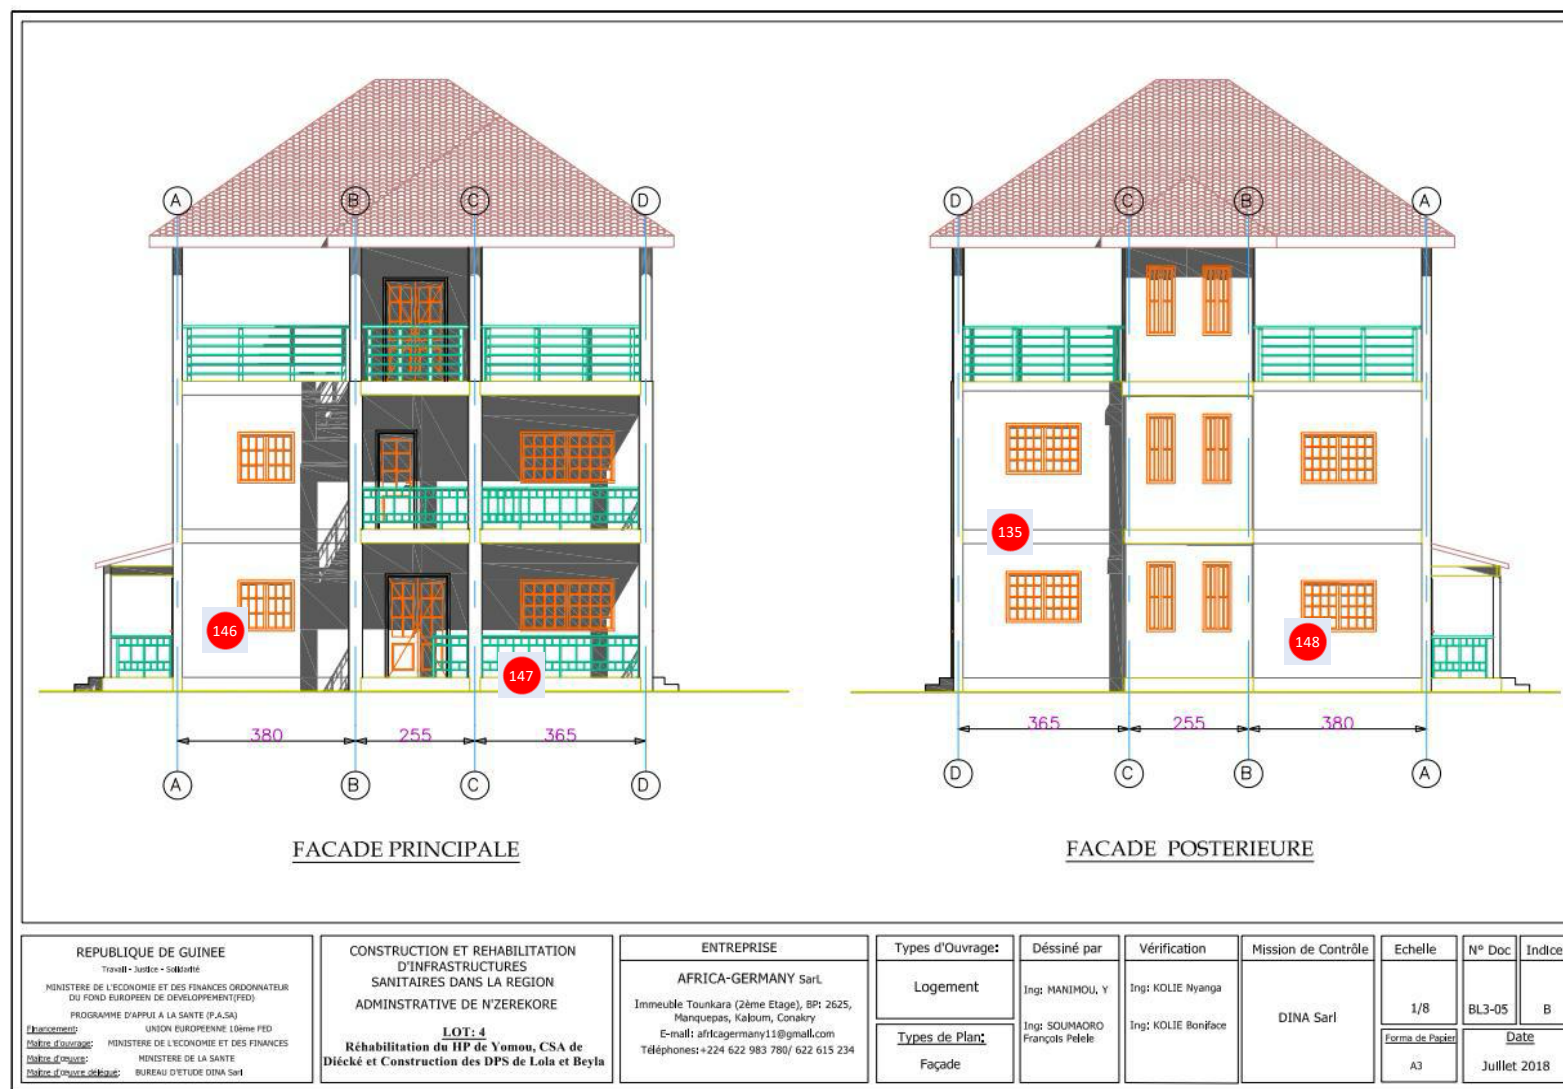 A B C D
D C B A
135
146
147
148
380 255 365
365 255 380
A B C D
D C B A
FACADE PRINCIPALE
FACADE POSTERIEURE
REPUBLIQUE DE GUINEE
Travail - Justice - Solidarité
MINISTERE DE L'ECONOMIE ET DES FINANCES ORDONNATEUR
DU FOND EUROPEEN DE DEVELOPPEMENT(FED)
PROGRAMME D'APPUI A LA SANTE (P.A.SA)
Financement: UNION EUROPEENNE 10ème FED
Maître d'ouvrage: MINISTERE DE L'ECONOMIE ET DES FINANCES
Maître d'œuvre: MINISTERE DE LA SANTE
Maître d'œuvre délégué: BUREAU D'ETUDE DINA Sarl
CONSTRUCTION ET REHABILITATION
D'INFRASTRUCTURES
SANITAIRES DANS LA REGION
ADMINSTRATIVE DE N'ZEREKORE
LOT: 4
Réhabilitation du HP de Yomou, CSA de
Diécké et Construction des DPS de Lola et Beyla
ENTREPRISE
AFRICA-GERMANY SarL
Immeuble Tounkara (2ème Etage), BP: 2625,
Manquepas, Kaloum, Conakry
E-mail: africagermany11@gmail.com
Téléphones:+224 622 983 780/ 622 615 234
Types d'Ouvrage:
Logement
Types de Plan:
Façade
Déssiné par
Ing: MANIMOU, Y
Ing: SOUMAORO
François Pelele
Vérification
Ing: KOLIE Nyanga
Ing: KOLIE Boniface
Mission de Contrôle
DINA Sarl
Echelle
1/8
Forma de Papier
A3
N° Doc
BL3-05
Indice
B
Date
Juillet 2018